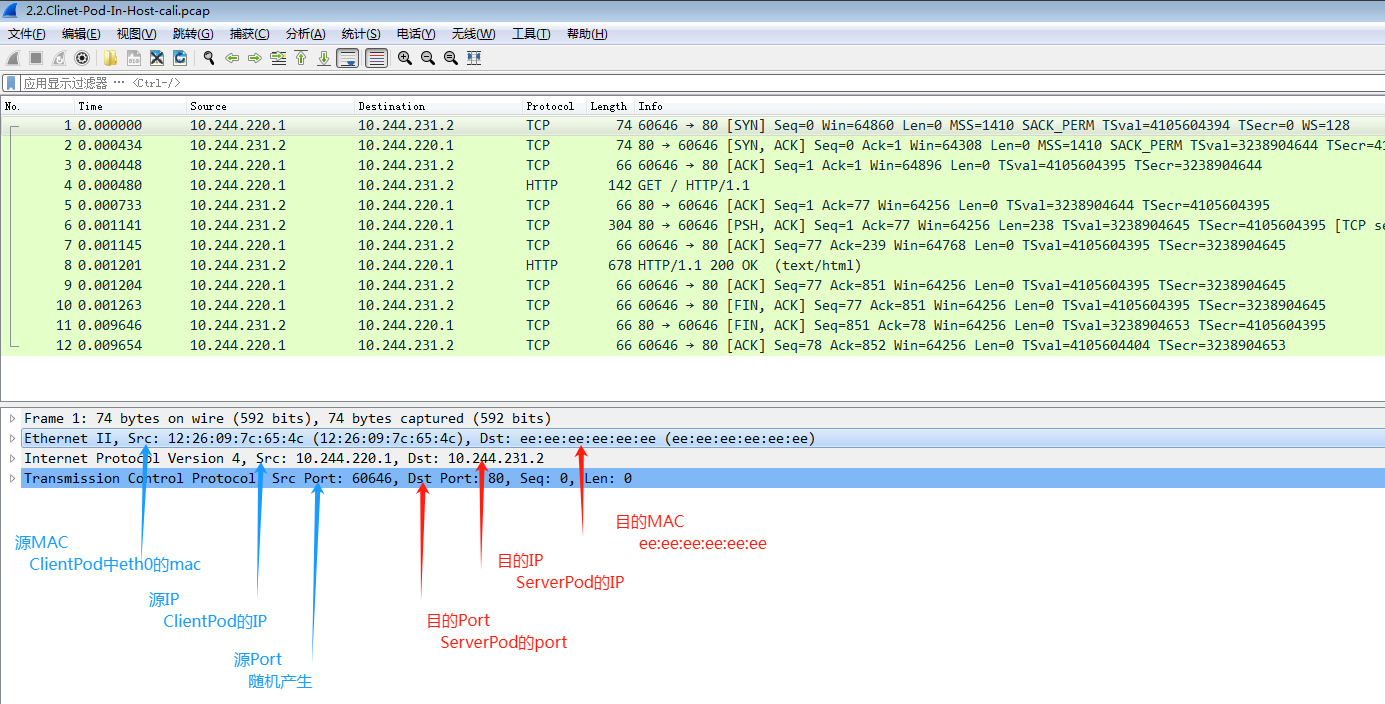 2.2.Clinet-Pod-In-Host-cali.pcap
文件(F) 编辑(E) 视图(V) 跳转(G) 捕获(C) 分析(A) 统计(S) 电话(Y) 无线(W) 工具(T) 帮助(H)
应用显示过滤器 … <Ctrl-/>
No. Time Source Destination Protocol Length Info
1 0.000000 10.244.220.1 10.244.231.2 TCP 74 60646 → 80 [SYN] Seq=0 Win=64860 Len=0 MSS=1410 SACK_PERM TSval=4105604394 TSecr=0 WS=128
2 0.000434 10.244.231.2 10.244.220.1 TCP 74 80 → 60646 [SYN, ACK] Seq=0 Ack=1 Win=64308 Len=0 MSS=1410 SACK_PERM TSval=3238904644 TSecr=41
3 0.000448 10.244.220.1 10.244.231.2 TCP 66 60646 → 80 [ACK] Seq=1 Ack=1 Win=64896 Len=0 TSval=4105604395 TSecr=3238904644
4 0.000480 10.244.220.1 10.244.231.2 HTTP 142 GET / HTTP/1.1
5 0.000733 10.244.231.2 10.244.220.1 TCP 66 80 → 60646 [ACK] Seq=1 Ack=77 Win=64256 Len=0 TSval=3238904644 TSecr=4105604395
6 0.001141 10.244.231.2 10.244.220.1 TCP 304 80 → 60646 [PSH, ACK] Seq=1 Ack=77 Win=64256 Len=238 TSval=3238904645 TSecr=4105604395 [TCP se
7 0.001145 10.244.220.1 10.244.231.2 TCP 66 60646 → 80 [ACK] Seq=77 Ack=239 Win=64768 Len=0 TSval=4105604395 TSecr=3238904645
8 0.001201 10.244.231.2 10.244.220.1 HTTP 678 HTTP/1.1 200 OK (text/html)
9 0.001204 10.244.220.1 10.244.231.2 TCP 66 60646 → 80 [ACK] Seq=77 Ack=851 Win=64256 Len=0 TSval=4105604395 TSecr=3238904645
10 0.001263 10.244.220.1 10.244.231.2 TCP 66 60646 → 80 [FIN, ACK] Seq=77 Ack=851 Win=64256 Len=0 TSval=4105604395 TSecr=3238904645
11 0.009646 10.244.231.2 10.244.220.1 TCP 66 80 → 60646 [FIN, ACK] Seq=851 Ack=78 Win=64256 Len=0 TSval=3238904653 TSecr=4105604395
12 0.009654 10.244.220.1 10.244.231.2 TCP 66 60646 → 80 [ACK] Seq=78 Ack=852 Win=64256 Len=0 TSval=4105604404 TSecr=3238904653
Frame 1: 74 bytes on wire (592 bits), 74 bytes captured (592 bits)
Ethernet II, Src: 12:26:09:7c:65:4c (12:26:09:7c:65:4c), Dst: ee:ee:ee:ee:ee:ee (ee:ee:ee:ee:ee:ee)
Internet Protocol Version 4, Src: 10.244.220.1, Dst: 10.244.231.2
Transmission Control Protocol, Src Port: 60646, Dst Port: 80, Seq: 0, Len: 0
目的MAC
ee:ee:ee:ee:ee:ee
源MAC
ClientPod中eth0的mac
目的IP
ServerPod的IP
源IP
ClientPod的IP
目的Port
ServerPod的port
源Port
随机产生